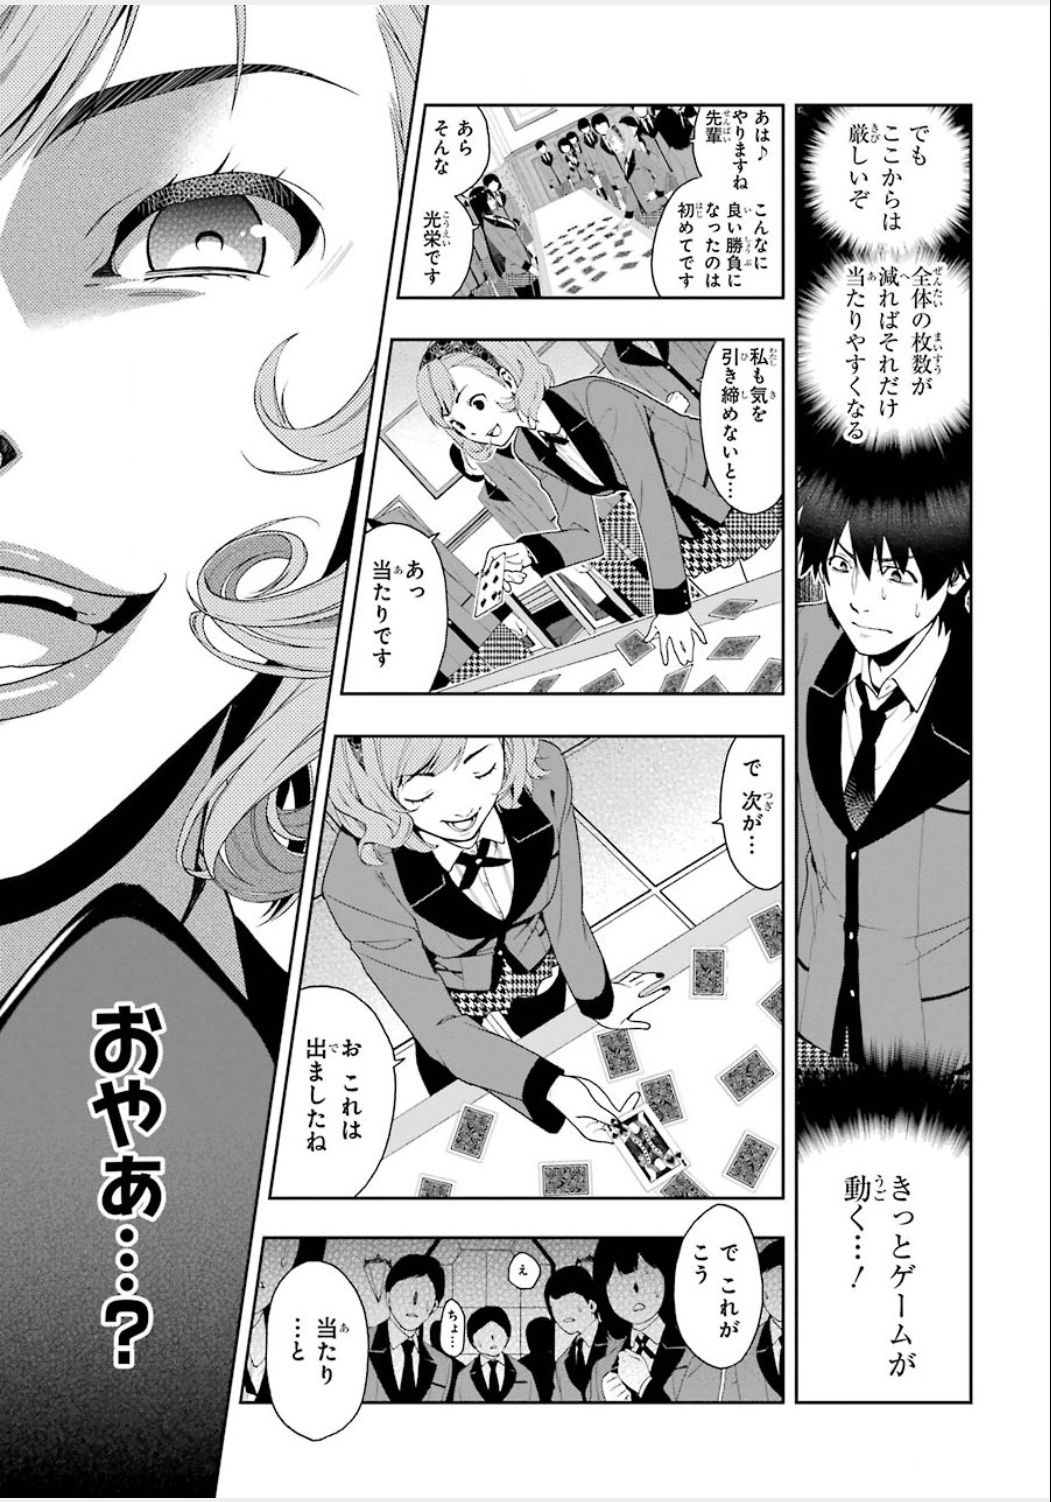 でも
ここからは
厳しいぞ
全体の枚数が
減ればそれだけ
当たりやすくなる
きっとゲームが
動く…！
あは♪
やりますね
先輩
こんなに
良い勝負に
なったのは
初めてです
あら
そんな
光栄です
私も気を
引き締めないと…
あっ
当たりです
で 次が…
お これは
出ましたね
で これが
こう
え
ちょ…
当たり
…と
おやぁ…？